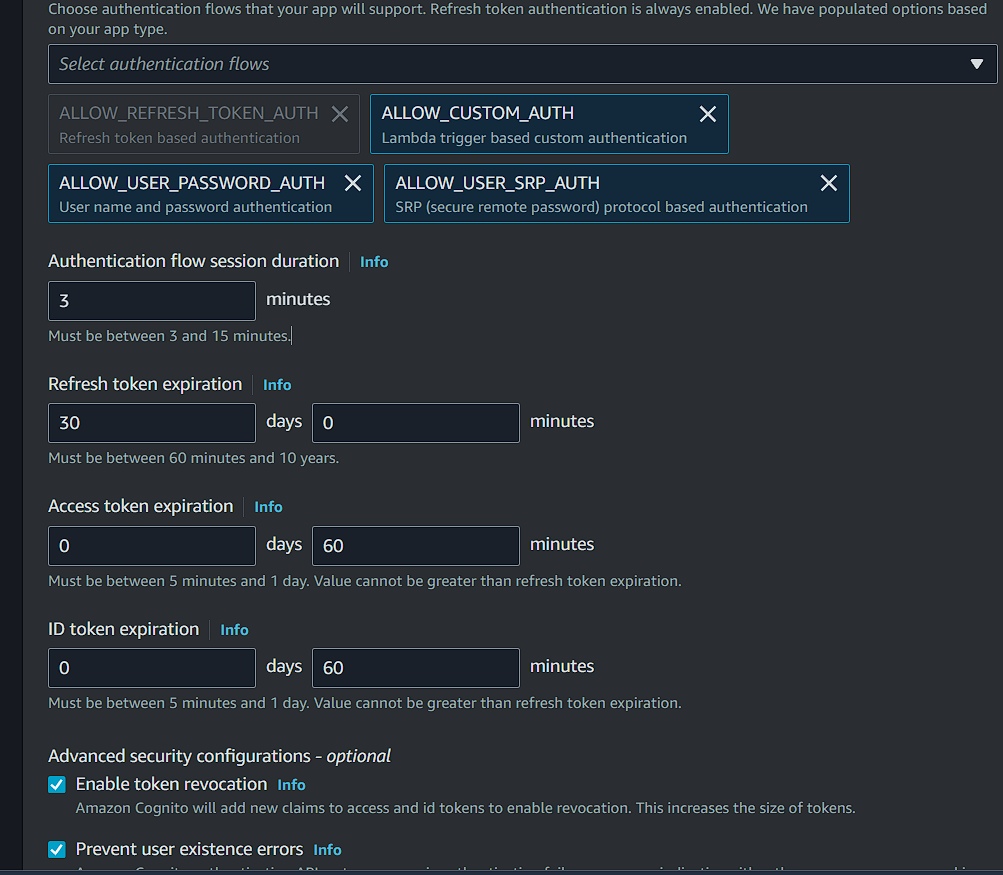 Choose authentication flows that your app will support. Refresh token authentication is always enabled. We have populated options based
on your app type.
Select authentication flows
ALLOW_REFRESH_TOKEN_AUTH
Refresh token based authentication
ALLOW_CUSTOM_AUTH
Lambda trigger based custom authentication
ALLOW_USER_PASSWORD_AUTH
User name and password authentication
ALLOW_USER_SRP_AUTH
SRP (secure remote password) protocol based authentication
Authentication flow session duration Info
3 minutes
Must be between 3 and 15 minutes.
Refresh token expiration Info
30 days 0 minutes
Must be between 60 minutes and 10 years.
Access token expiration Info
0 days 60 minutes
Must be between 5 minutes and 1 day. Value cannot be greater than refresh token expiration.
ID token expiration Info
0 days 60 minutes
Must be between 5 minutes and 1 day. Value cannot be greater than refresh token expiration.
Advanced security configurations - optional
Enable token revocation Info
Amazon Cognito will add new claims to access and id tokens to enable revocation. This increases the size of tokens.
Prevent user existence errors Info